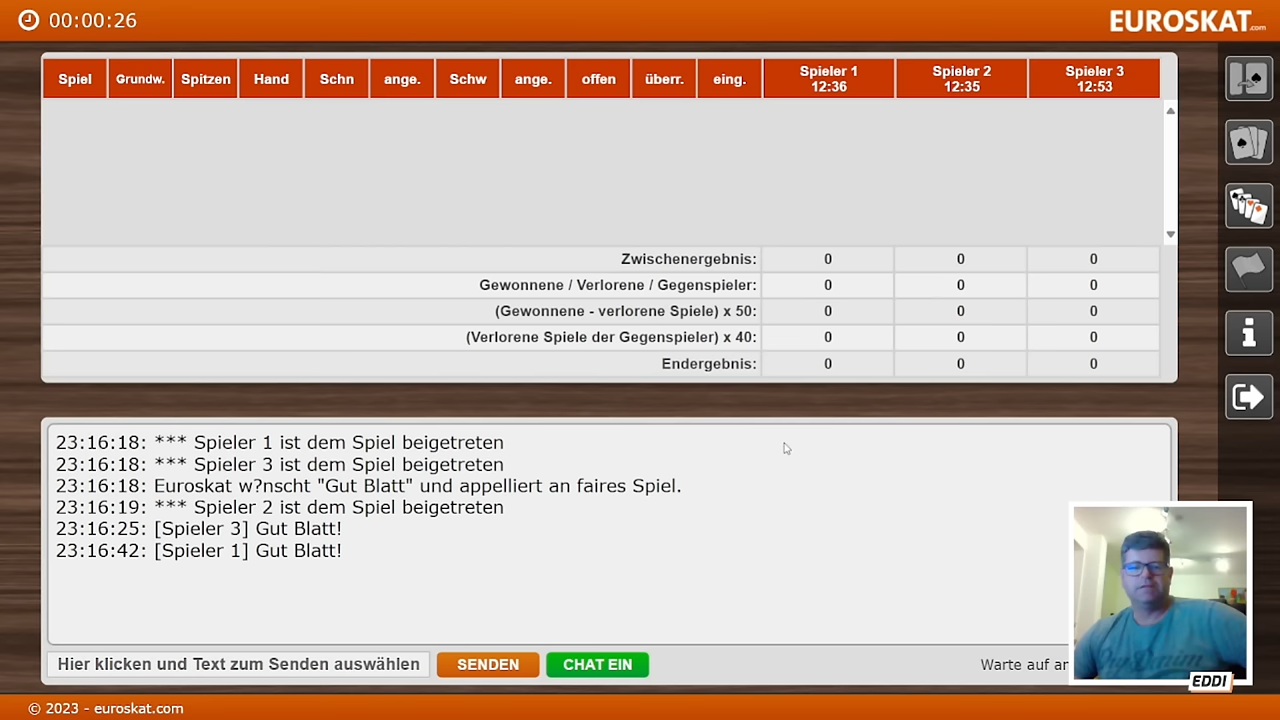 00:00:26
EUROSKAT.com
Spiel Grundw. Spitzen Hand Schn ange. Schw ange. offen überr. eing. Spieler 1 Spieler 2 Spieler 3
12:36 12:35 12:53
Zwischenergebnis: 0 0 0
Gewonnene / Verlorene / Gegenspieler: 0 0 0
(Gewonnene - verlorene Spiele) x 50: 0 0 0
(Verlorene Spiele der Gegenspieler) x 40: 0 0 0
Endergebnis: 0 0 0
23:16:18: *** Spieler 1 ist dem Spiel beigetreten
23:16:18: *** Spieler 3 ist dem Spiel beigetreten
23:16:18: Euroskat w?nscht "Gut Blatt" und appelliert an faires Spiel.
23:16:19: *** Spieler 2 ist dem Spiel beigetreten
23:16:25: [Spieler 3] Gut Blatt!
23:16:42: [Spieler 1] Gut Blatt!
Hier klicken und Text zum Senden auswählen SENDEN CHAT EIN Warte auf
EDDI
© 2023 - euroskat.com